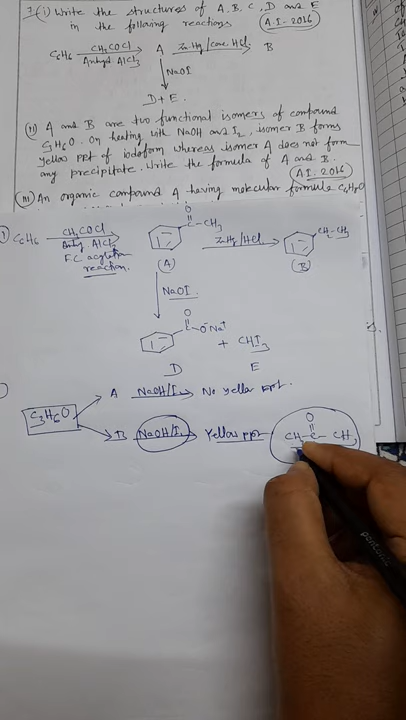 7. (i) Write the structures of A, B, C, D and E
in the following reactions. (A.I-2016)
C6H6 CH3COCl Anhyd AlCl3 A Zn.Hg/conc. HCl B
NaOI
D + E.
(ii) A and B are two functional isomers of compound
C3H6O. On heating with NaOH and I2, isomer B forms
yellow ppt of iodoform whereas isomer A does not form
any precipitate. Write the formula of A and B.
(A.I. 2016)
(iii) An organic compound A having molecular formula C6H6O
O
C6H6 CH3COCl C-CH3 CH2-CH3
Anhy AlCl3 Zn.Hg/HCl
F.C acylation (A) (B)
reaction.
NaOI.
O
C-O-Na+ + CHI3
D E
A NaOH/I2 No yellow ppt.
C3H6O
B NaOH/I2 Yellow ppt
O
CH-C-CH3
pentonic